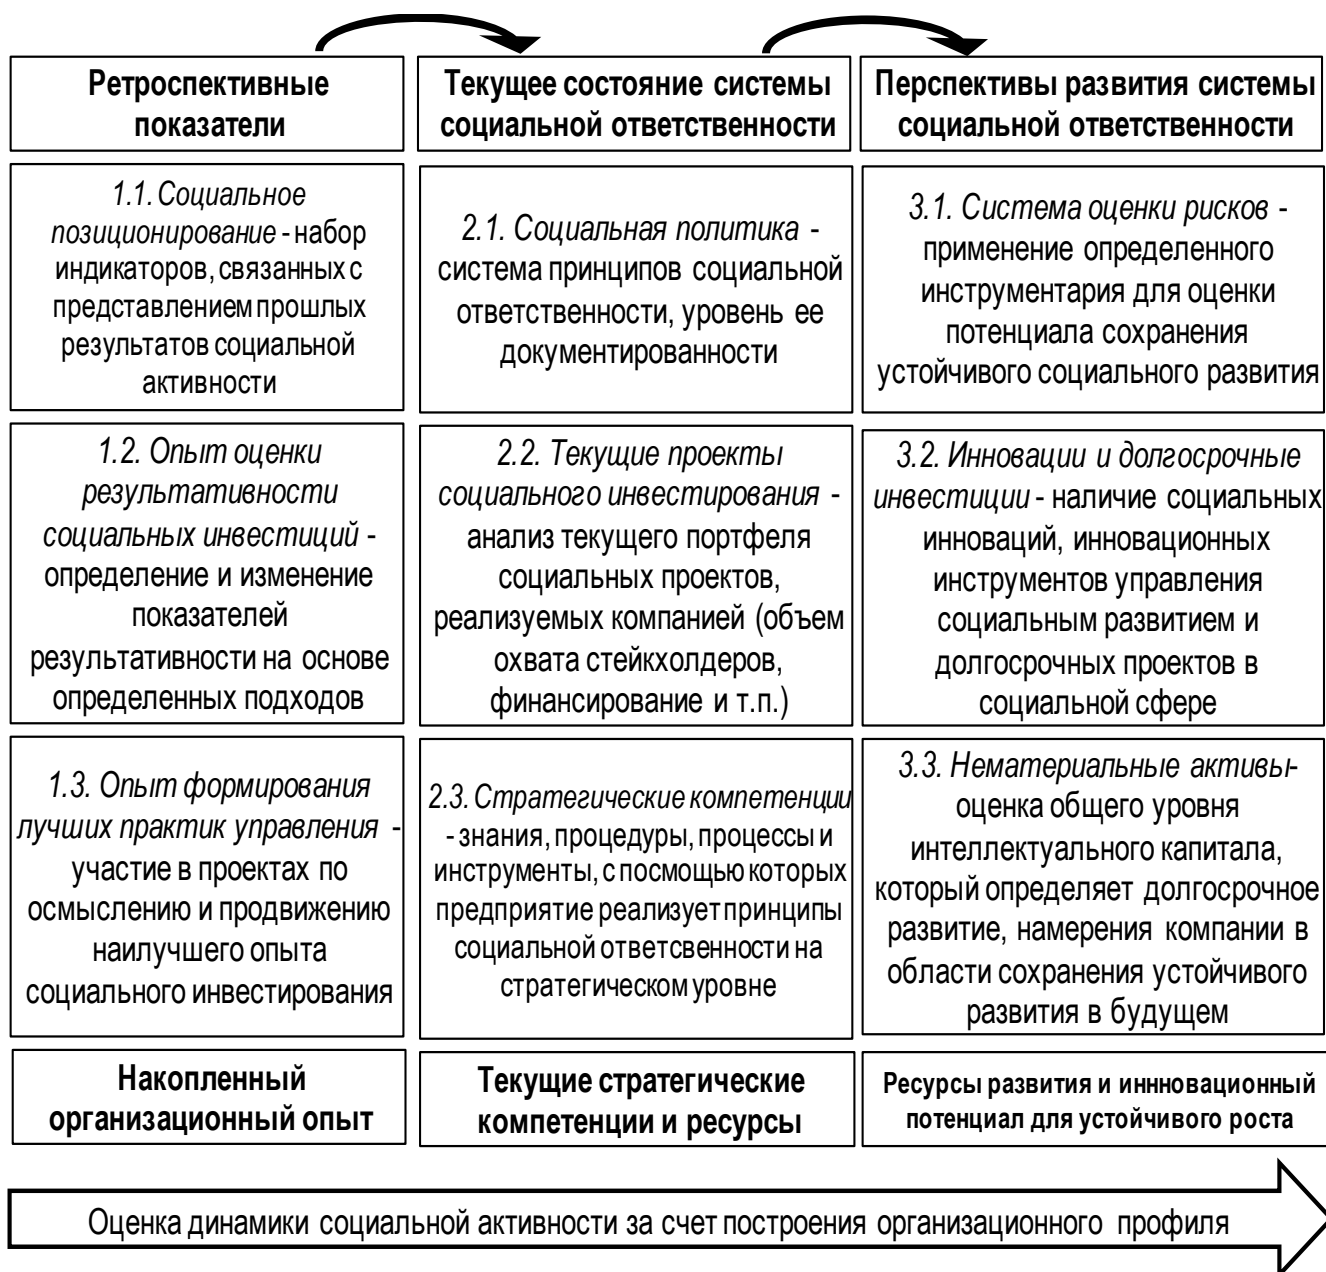 Ретроспективные
показатели
Текущее состояние системы
социальной ответственности
Перспективы развития системы
социальной ответственности
1.1. Социальное
позиционирование - набор
индикаторов, связанных с
представлением прошлых
результатов социальной
активности
2.1. Социальная политика -
система принципов социальной
ответственности, уровень ее
документированности
3.1. Система оценки рисков -
применение определенного
инструментария для оценки
потенциала сохранения
устойчивого социального развития
1.2. Опыт оценки
результативности
социальных инвестиций -
определение и изменение
показателей
результативности на основе
определенных подходов
2.2. Текущие проекты
социального инвестирования -
анализ текущего портфеля
социальных проектов,
реализуемых компанией (объем
охвата стейкхолдеров,
финансирование и т.п.)
3.2. Инновации и долгосрочные
инвестиции - наличие социальных
инноваций, инновационных
инструментов управления
социальным развитием и
долгосрочных проектов в
социальной сфере
1.3. Опыт формирования
лучших практик управления -
участие в проектах по
осмыслению и продвижению
наилучшего опыта
социального инвестирования
2.3. Стратегические компетенции
- знания, процедуры, процессы и
инструменты, с посмощью которых
предприятие реализует принципы
социальной ответсвенности на
стратегическом уровне
3.3. Нематериальные активы-
оценка общего уровня
интеллектуального капитала,
который определяет долгосрочное
развитие, намерения компании в
области сохранения устойчивого
развития в будущем
Накопленный
организационный опыт
Текущие стратегические
компетенции и ресурсы
Ресурсы развития и иннновационный
потенциал для устойчивого роста
Оценка динамики социальной активности за счет построения организационного профиля